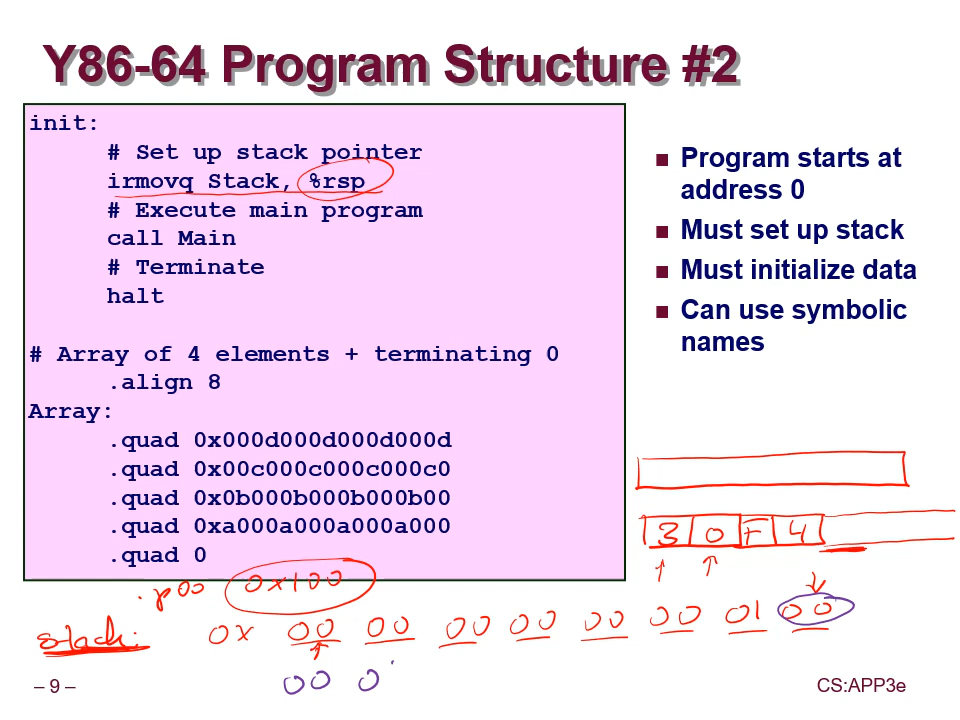 Y86-64 Program Structure #2
init:
# Set up stack pointer
irmovq Stack, %rsp
# Execute main program
call Main
# Terminate
halt
# Array of 4 elements + terminating 0
.align 8
Array:
.quad 0x000d000d000d000d
.quad 0x00c000c000c000c0
.quad 0x0b000b000b000b00
.quad 0xa000a000a000a000
.quad 0
■ Program starts at
address 0
■ Must set up stack
■ Must initialize data
■ Can use symbolic
names
3 0 F 4
0x100
Stack: 0x 00 00 00 00 00 00 01 00
00 0
– 9 –
CS:APP3e